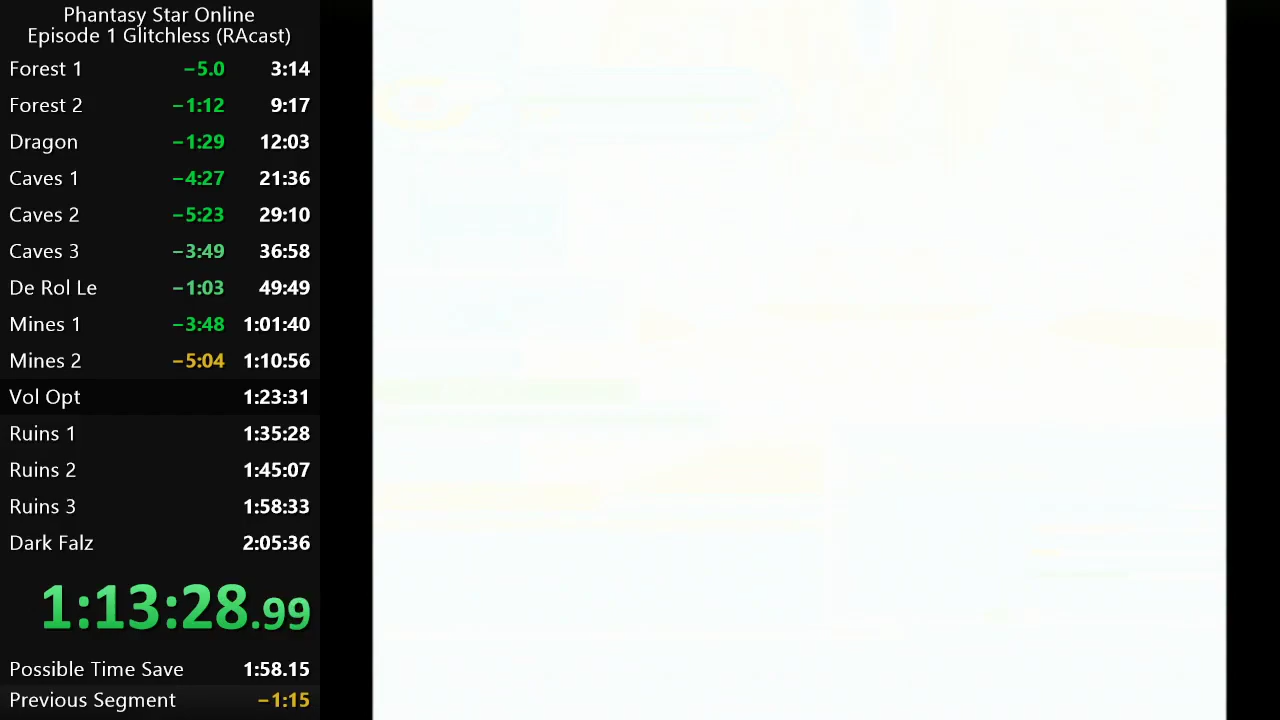 Phantasy Star Online
Episode 1 Glitchless (RAcast)
Forest 1 −5.0 3:14
Forest 2 −1:12 9:17
Dragon −1:29 12:03
Caves 1 −4:27 21:36
Caves 2 −5:23 29:10
Caves 3 −3:49 36:58
De Rol Le −1:03 49:49
Mines 1 −3:48 1:01:40
Mines 2 −5:04 1:10:56
Vol Opt 1:23:31
Ruins 1 1:35:28
Ruins 2 1:45:07
Ruins 3 1:58:33
Dark Falz 2:05:36
1:13:28.99
Possible Time Save 1:58.15
Previous Segment −1:15